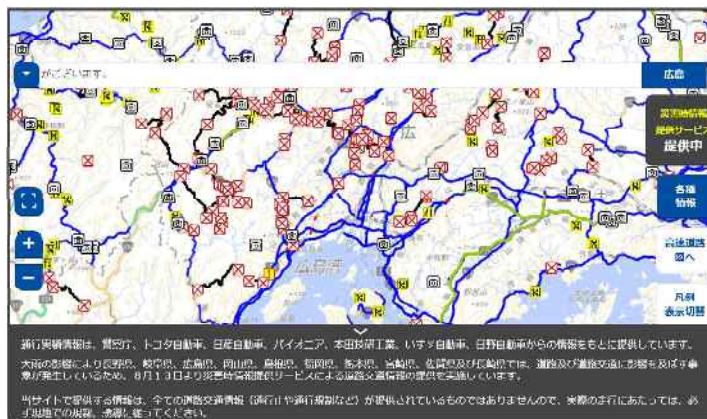 がございます。
広島
災害時情報
提供サービス
提供中
各種
情報
凡例
表示切替
広
広島湾
通行実績情報は、警察庁、トヨタ自動車、日産自動車、パイオニア、本田技研工業、いすゞ自動車、日野自動車からの情報をもとに提供しています。
大雨の影響により長野県、岐阜県、広島県、岡山県、島根県、福岡県、熊本県、宮崎県、佐賀県及び長崎県では、道路及び道路交通に影響を及ぼす事
象が発生しているため、8月13日より災害時情報提供サービスによる道路交通情報の提供を実施しています。
当サイトで提供する情報は、全ての道路交通情報（通行止や通行規制など）が提供されているものではありませんので、実際の走行にあたっては、必
ず現地での規制、誘導に従ってください。